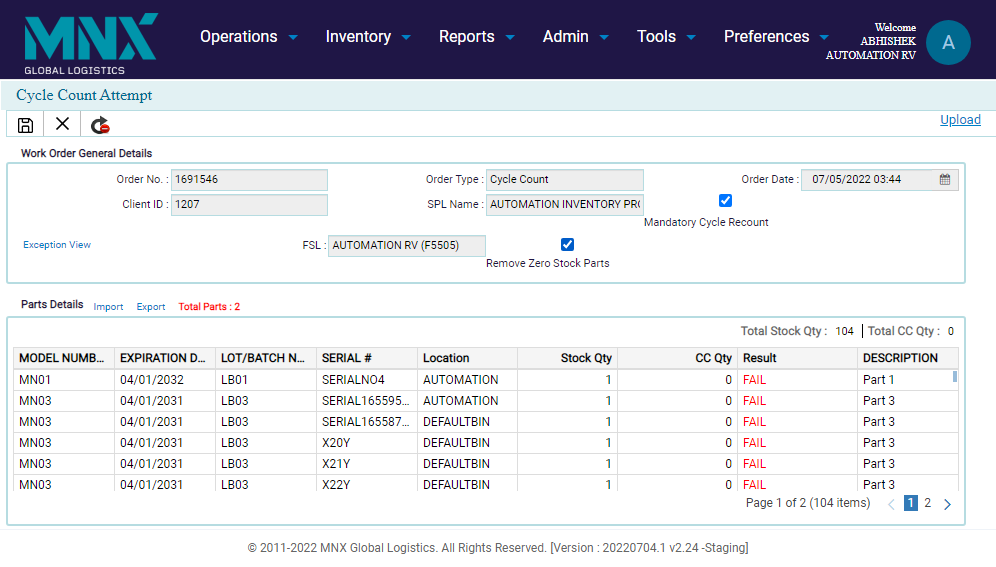 MNX
GLOBAL LOGISTICS
Operations Inventory Reports Admin Tools Preferences
Welcome
ABHISHEK
AUTOMATION RV
A
Cycle Count Attempt
Upload
Work Order General Details
Order No. : 1691546 Order Type : Cycle Count Order Date : 07/05/2022 03:44
Client ID : 1207 SPL Name : AUTOMATION INVENTORY PRO
Mandatory Cycle Recount
Exception View FSL : AUTOMATION RV (F5505)
Remove Zero Stock Parts
Parts Details Import Export Total Parts : 2
Total Stock Qty : 104 Total CC Qty : 0
MODEL NUMB... EXPIRATION D... LOT/BATCH N... SERIAL # Location Stock Qty CC Qty Result DESCRIPTION
MN01 04/01/2032 LB01 SERIALNO4 AUTOMATION 1 0 FAIL Part 1
MN03 04/01/2031 LB03 SERIAL165595... AUTOMATION 1 0 FAIL Part 3
MN03 04/01/2031 LB03 SERIAL165587... DEFAULTBIN 1 0 FAIL Part 3
MN03 04/01/2031 LB03 X20Y DEFAULTBIN 1 0 FAIL Part 3
MN03 04/01/2031 LB03 X21Y DEFAULTBIN 1 0 FAIL Part 3
MN03 04/01/2031 LB03 X22Y DEFAULTBIN 1 0 FAIL Part 3
Page 1 of 2 (104 items) 1 2
© 2011-2022 MNX Global Logistics. All Rights Reserved. [Version : 20220704.1 v2.24 -Staging]